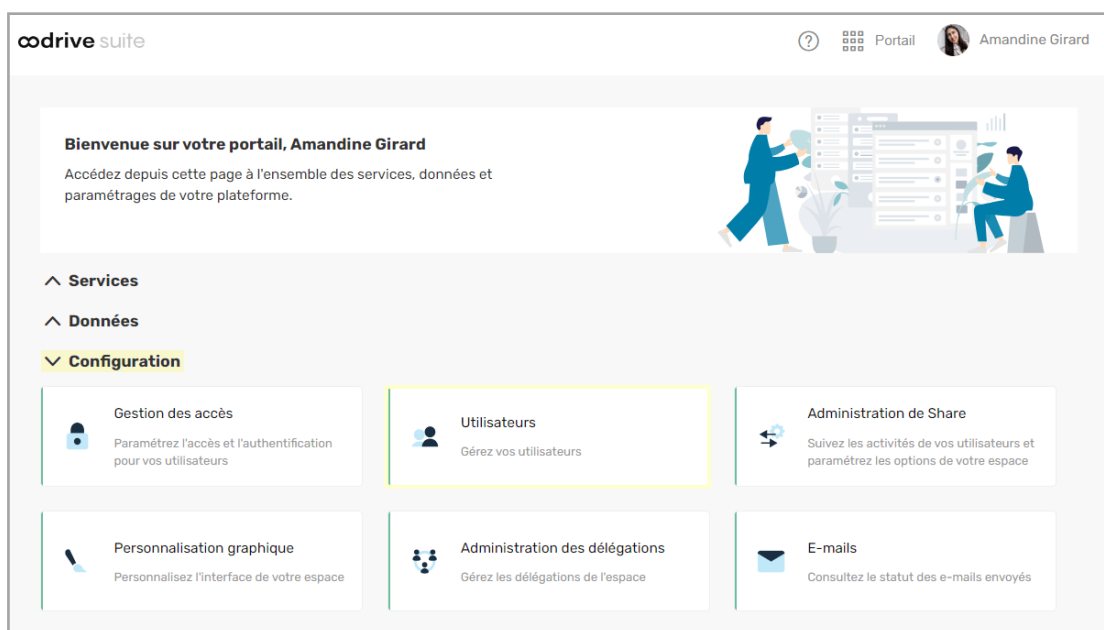 oodrive suite
Portail
Amandine Girard
Bienvenue sur votre portail, Amandine Girard
Accédez depuis cette page à l'ensemble des services, données et
paramétrages de votre plateforme.
Services
Données
Configuration
Gestion des accès
Paramétrez l'accès et l'authentification
pour vos utilisateurs
Utilisateurs
Gérez vos utilisateurs
Administration de Share
Suivez les activités de vos utilisateurs et
paramétrez les options de votre espace
Personnalisation graphique
Personnalisez l'interface de votre espace
Administration des délégations
Gérez les délégations de l'espace
E-mails
Consultez le statut des e-mails envoyés